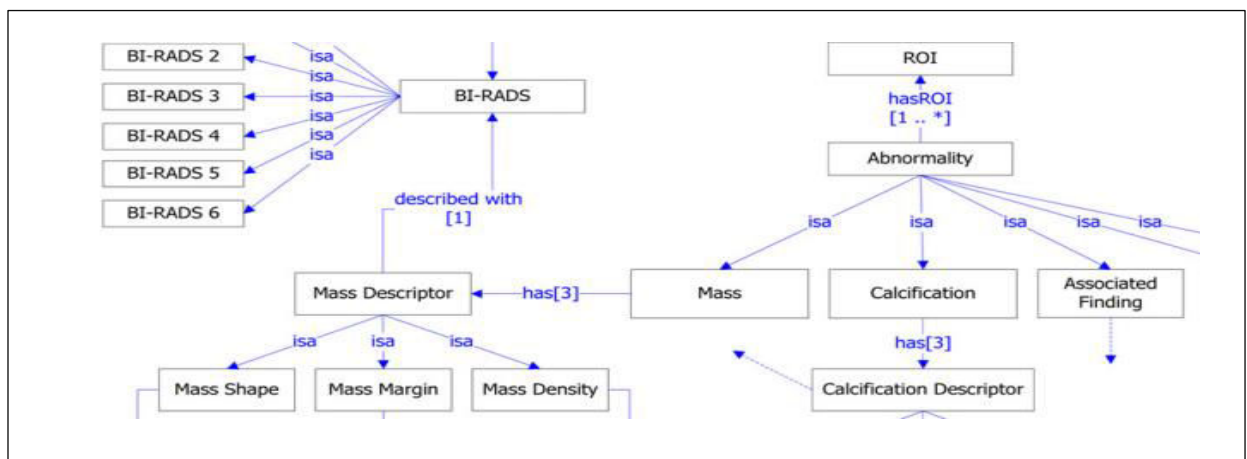 BI-RADS 2
BI-RADS 3
BI-RADS 4
BI-RADS 5
BI-RADS 6
isa
isa
isa
isa
isa
isa
BI-RADS
described with
[1]
ROI
hasROI
[1 .. *]
Abnormality
isa
isa
isa
isa
isa
Mass Descriptor
has[3]
Mass
Calcification
Associated
Finding
isa
isa
isa
has[3]
Mass Shape
Mass Margin
Mass Density
Calcification Descriptor